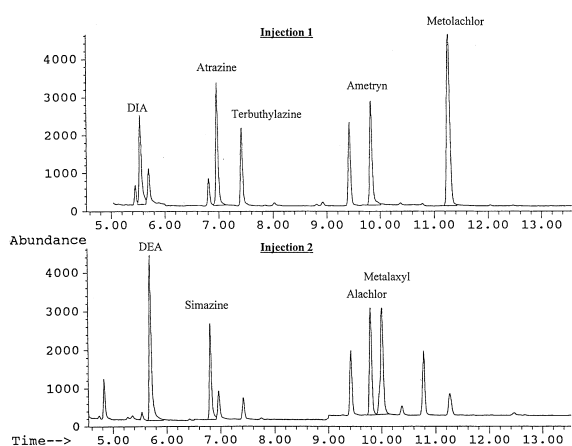 Injection 1
Metolachlor
Atrazine
Ametryn
DIA
Terbuthylazine
4000
3000
2000
1000
0
5.00 6.00 7.00 8.00 9.00 10.00 11.00 12.00 13.00
Abundance
Injection 2
DEA
Metalaxyl
Simazine
Alachlor
4000
3000
2000
1000
0
Time--> 5.00 6.00 7.00 8.00 9.00 10.00 11.00 12.00 13.00